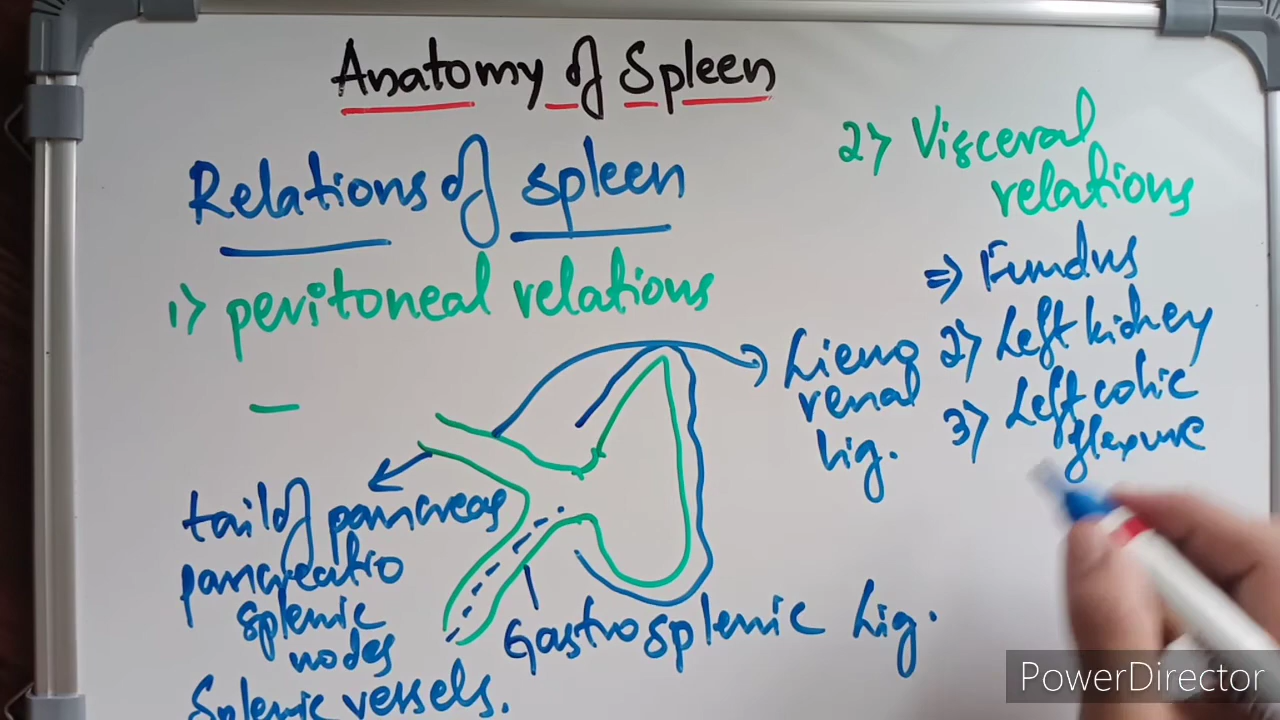 Anatomy of Spleen
Relations of spleen
1) peritoneal relations
Lieno
renal
Lig.
tail of pancreas
pancreatio
splenic
nodes
Splenic vessels.
Gastrosplenic Lig.
2) Visceral
relations
=> Fundus
2) Left kidney
3) Left colic
flexure
PowerDirector